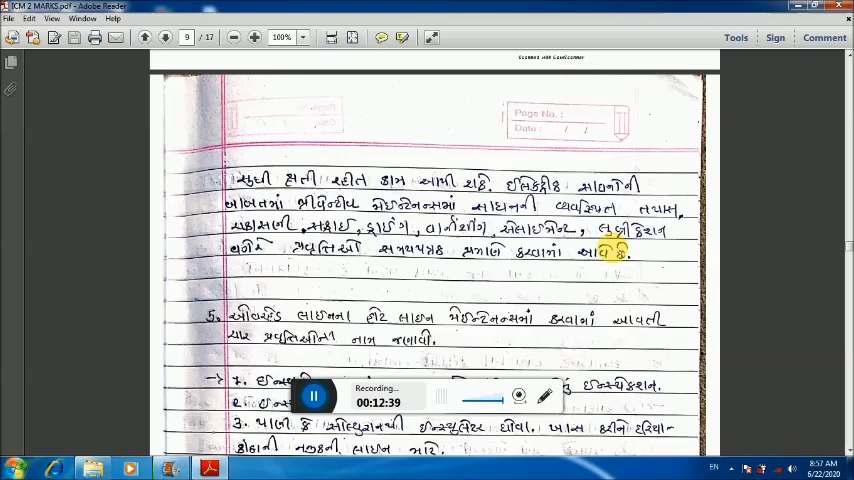 ICM 2 MARKS.pdf - Adobe Reader
File Edit View Window Help
9 / 17 100% Tools Sign Comment
Scanned with CamScanner
Page No. :
Date : / /
સુધી ક્ષતી રહીત કામ આપી શકે. ઈલેક્ટ્રીક સાધનોની
બાબતમાં પ્રીવેન્ટીવ મેઈન્ટેનન્સમાં સાધનની વ્યવસ્થિત તપાસ,
ચકાસણી, સફાઈ, ડ્રાઈંગ, વાર્નીશીંગ, એલાઈમેન્ટ, લુબ્રીકેશન
વગેરે પ્રવૃત્તિઓ સમયપત્રક પ્રમાણે કરવામાં આવે છે.
5. ઓવરહેડ લાઈનના હોટ લાઈન મેઈન્ટેનન્સમાં કરવામાં આવતી
ચાર પ્રવૃત્તિઓના નામ જણાવો.
→ ૧. ઈન્સ્પેક્શન.
૨.
Recording...
00:12:39
૩. પાણી કે સોલ્યુશનથી ઈન્સ્યુલેટર ધોવા. ખાસ કરીને દરિયા-
કાંઠાની નજીકની લાઈન માટે.
EN 8:57 AM
6/22/2020